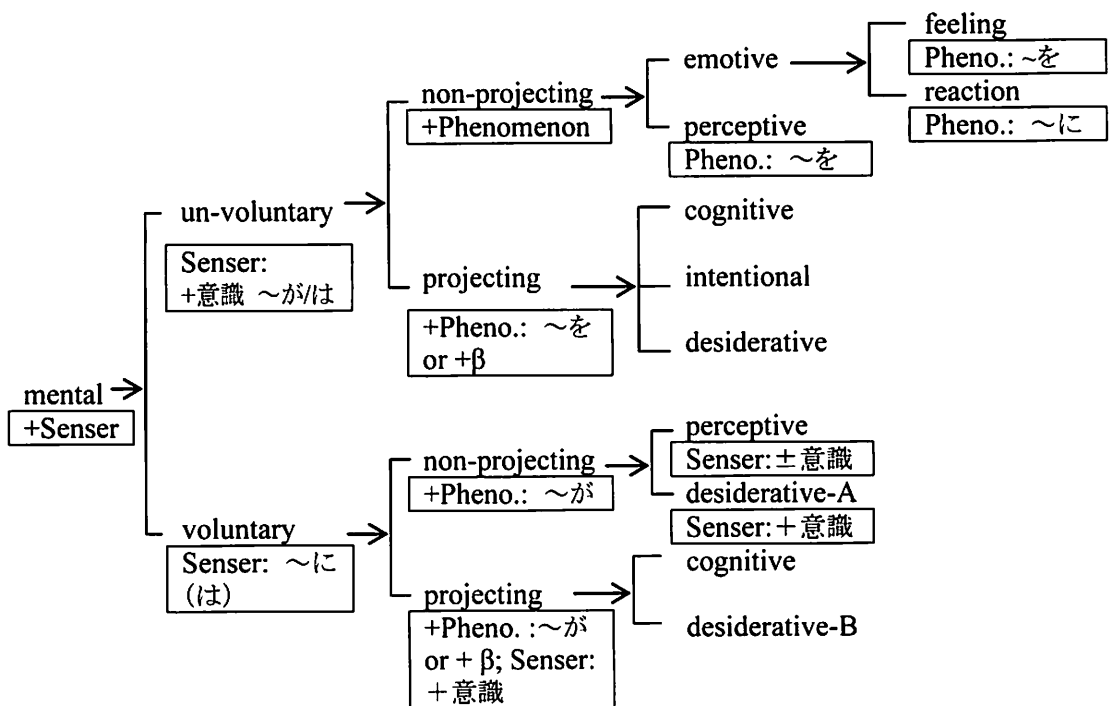 mental
+Senser
un-voluntary
Senser:
+意識 ～が/は
non-projecting
+Phenomenon
emotive
feeling
Pheno.: ~を
reaction
Pheno.: ～に
perceptive
Pheno.: ～を
projecting
+Pheno.: ～を
or +β
cognitive
intentional
desiderative
voluntary
Senser: ～に
(は)
non-projecting
+Pheno.: ～が
perceptive
Senser:±意識
desiderative-A
Senser:＋意識
projecting
+Pheno. :～が
or + β; Senser:
＋意識
cognitive
desiderative-B